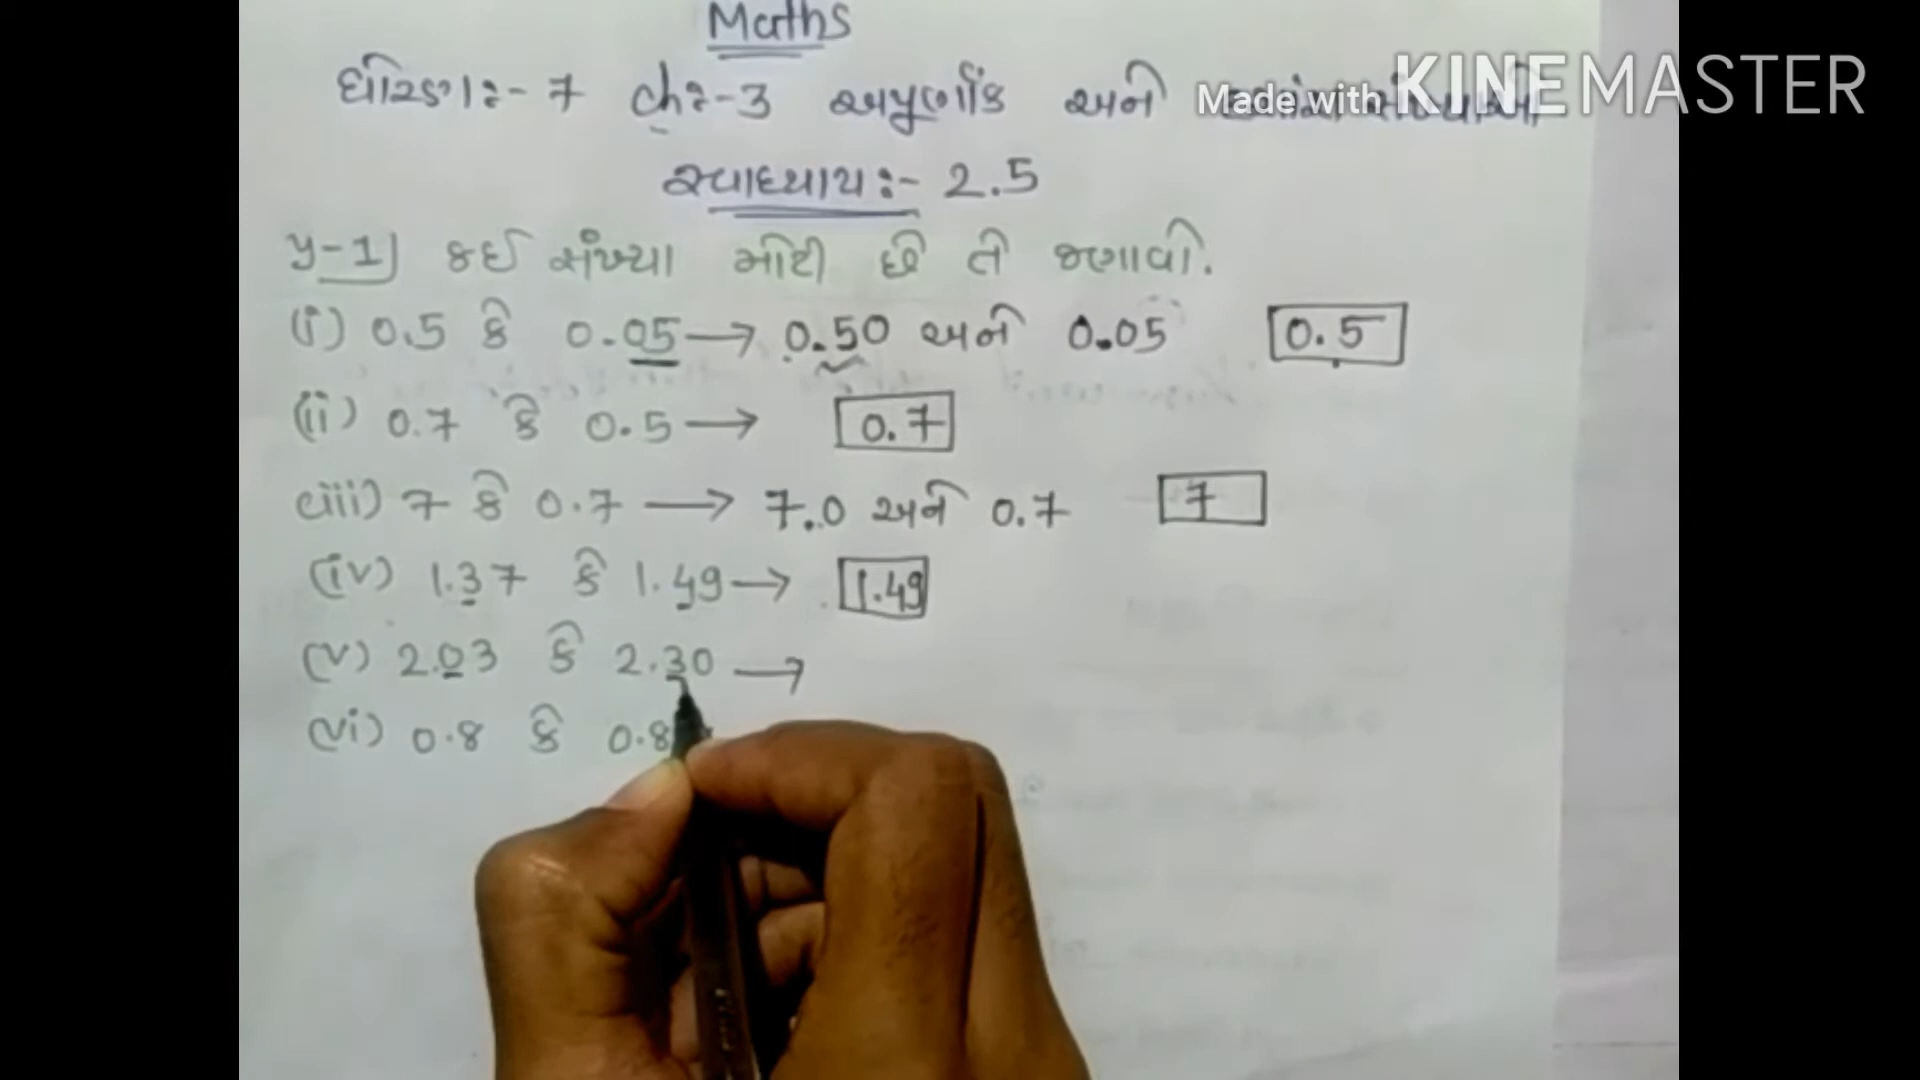 Maths
ધોરણઃ- 7 ch:-3 અપૂર્ણાંક અને
Made with KINEMASTER
સ્વાધ્યાયઃ- 2.5
પ્ર-1) કઈ સંખ્યા મોટી છે તે જણાવો.
(i) 0.5 કે 0.05 → 0.50 અને 0.05 0.5
(ii) 0.7 કે 0.5 → 0.7
(iii) 7 કે 0.7 → 7.0 અને 0.7 7
(iv) 1.37 કે 1.49 → 1.49
(v) 2.03 કે 2.30 →
(vi) 0.8 કે